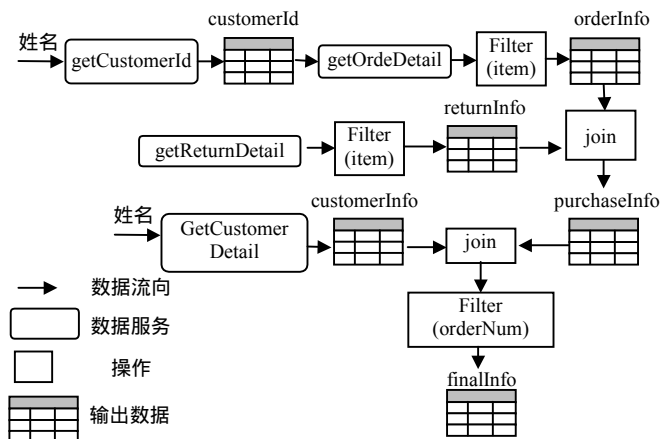 customerId
orderInfo
姓名
getCustomerId
getOrdeDetail
Filter
(item)
returnInfo
getReturnDetail
Filter
(item)
join
姓名
customerInfo
purchaseInfo
GetCustomer
Detail
join
数据流向
Filter
(orderNum)
数据服务
操作
finalInfo
输出数据